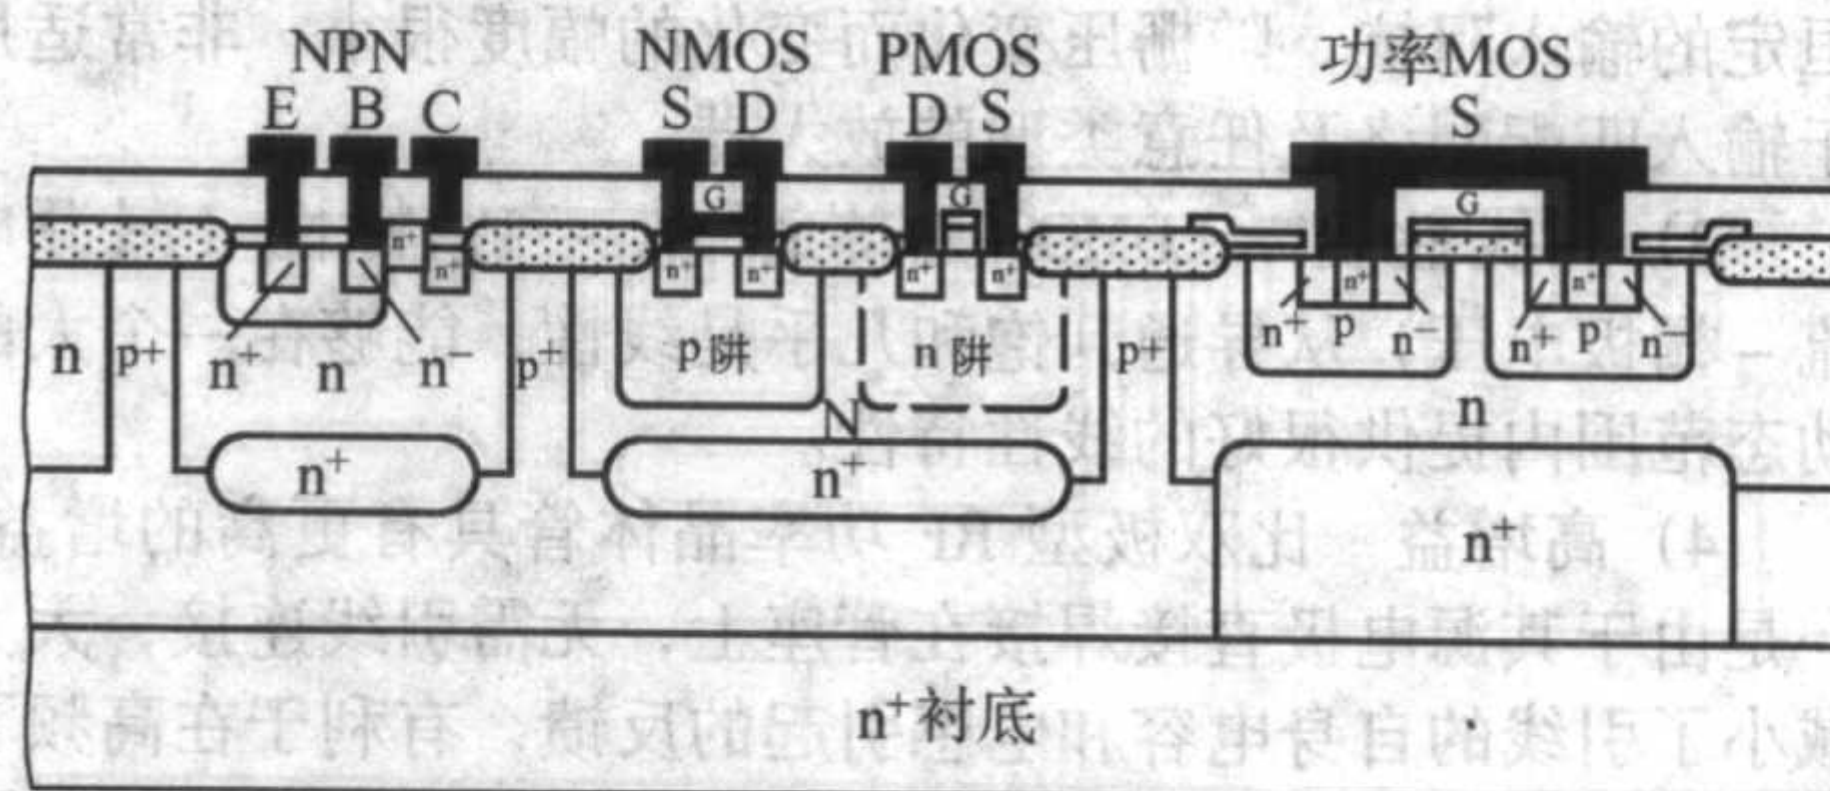 NPN NMOS PMOS 功率MOS
E B C S D D S S
G G G
n⁺ n⁺ n⁺ n⁺ n⁺ n⁺ n⁺ n⁺
n p+ n⁺ n n⁻ p⁺ p阱 n阱 p+ n⁺ p n⁻ n⁺ p n⁻
N n
n⁺ n⁺ n⁺
n⁺衬底